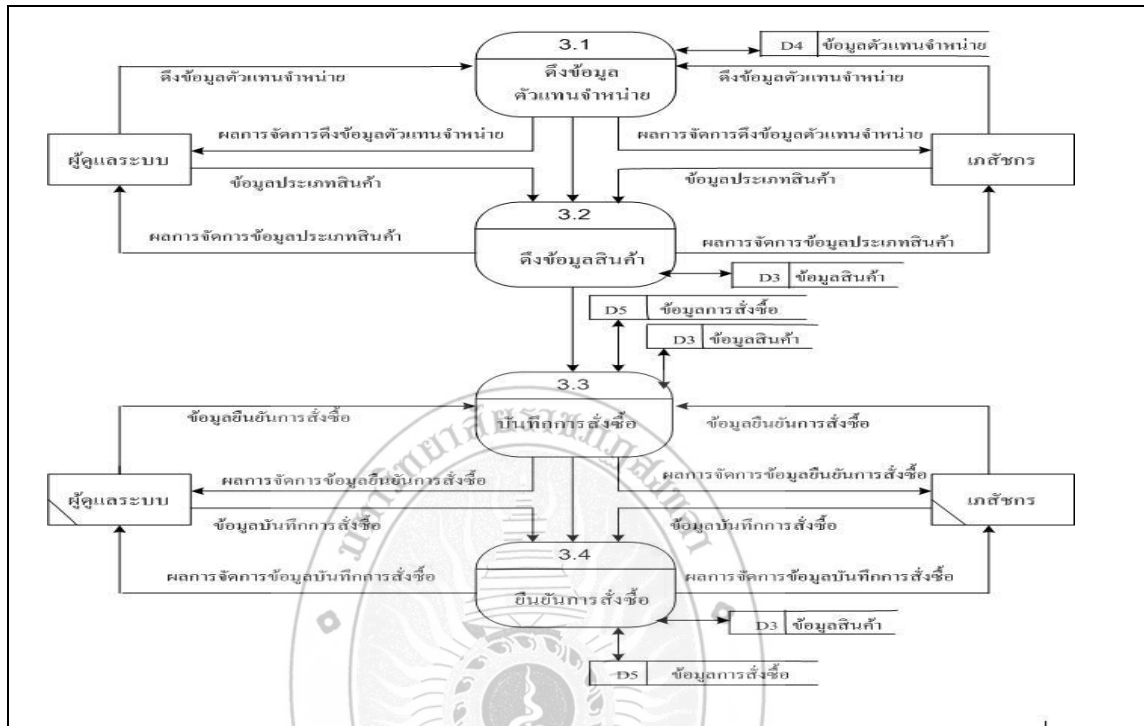 3.1
D4 ข้อมูลตัวแทนจำหน่าย
ดึงข้อมูลตัวแทนจำหน่าย
ดึงข้อมูล
ตัวแทนจำหน่าย
ดึงข้อมูลตัวแทนจำหน่าย
ผู้ดูแลระบบ
ผลการจัดการดึงข้อมูลตัวแทนจำหน่าย
ผลการจัดการดึงข้อมูลตัวแทนจำหน่าย
เภสัชกร
ข้อมูลประเภทสินค้า
ข้อมูลประเภทสินค้า
3.2
ผลการจัดการข้อมูลประเภทสินค้า
ดึงข้อมูลสินค้า
ผลการจัดการข้อมูลประเภทสินค้า
D3 ข้อมูลสินค้า
D5 ข้อมูลการสั่งซื้อ
D3 ข้อมูลสินค้า
3.3
ข้อมูลยืนยันการสั่งซื้อ
บันทึกการสั่งซื้อ
ข้อมูลยืนยันการสั่งซื้อ
มหาวิทยาลัยราชภัฏสงขลา
ผู้ดูแลระบบ
ผลการจัดการข้อมูลยืนยันการสั่งซื้อ
ผลการจัดการข้อมูลยืนยันการสั่งซื้อ
เภสัชกร
ข้อมูลบันทึกการสั่งซื้อ
ข้อมูลบันทึกการสั่งซื้อ
3.4
ผลการจัดการข้อมูลบันทึกการสั่งซื้อ
ยืนยันการสั่งซื้อ
ผลการจัดการข้อมูลบันทึกการสั่งซื้อ
D3 ข้อมูลสินค้า
D5 ข้อมูลการสั่งซื้อ